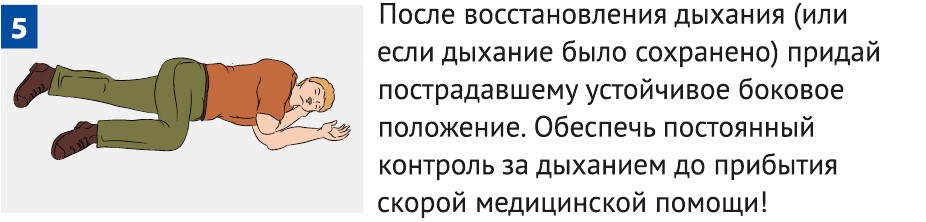 5
После восстановления дыхания (или
если дыхание было сохранено) придай
пострадавшему устойчивое боковое
положение. Обеспечь постоянный
контроль за дыханием до прибытия
скорой медицинской помощи!